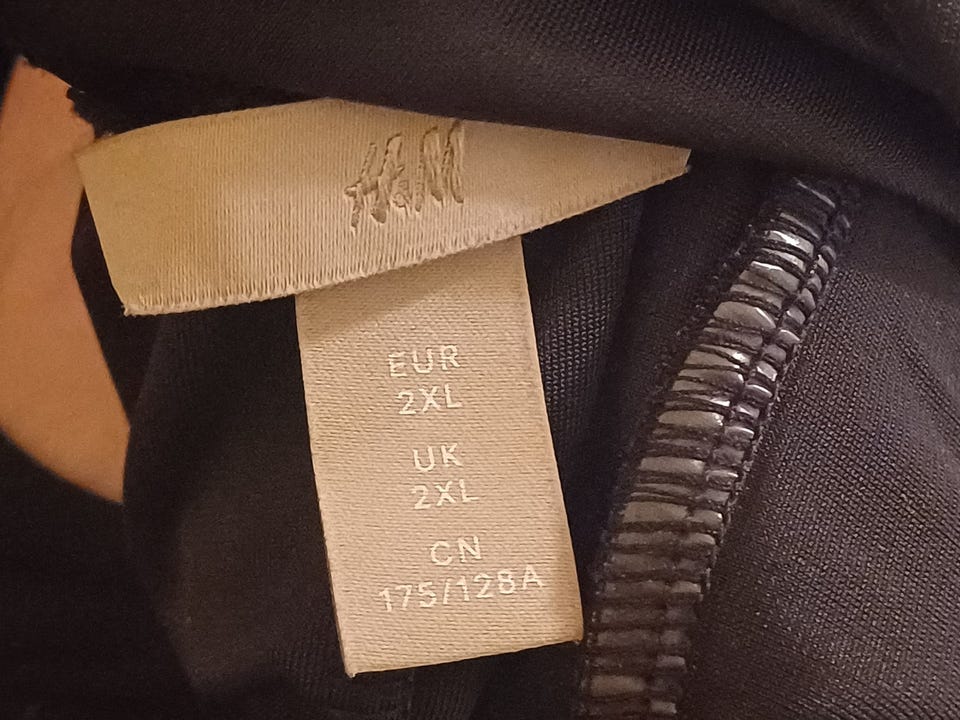 H&M
EUR
2XL
UK
2XL
CN
175/128A